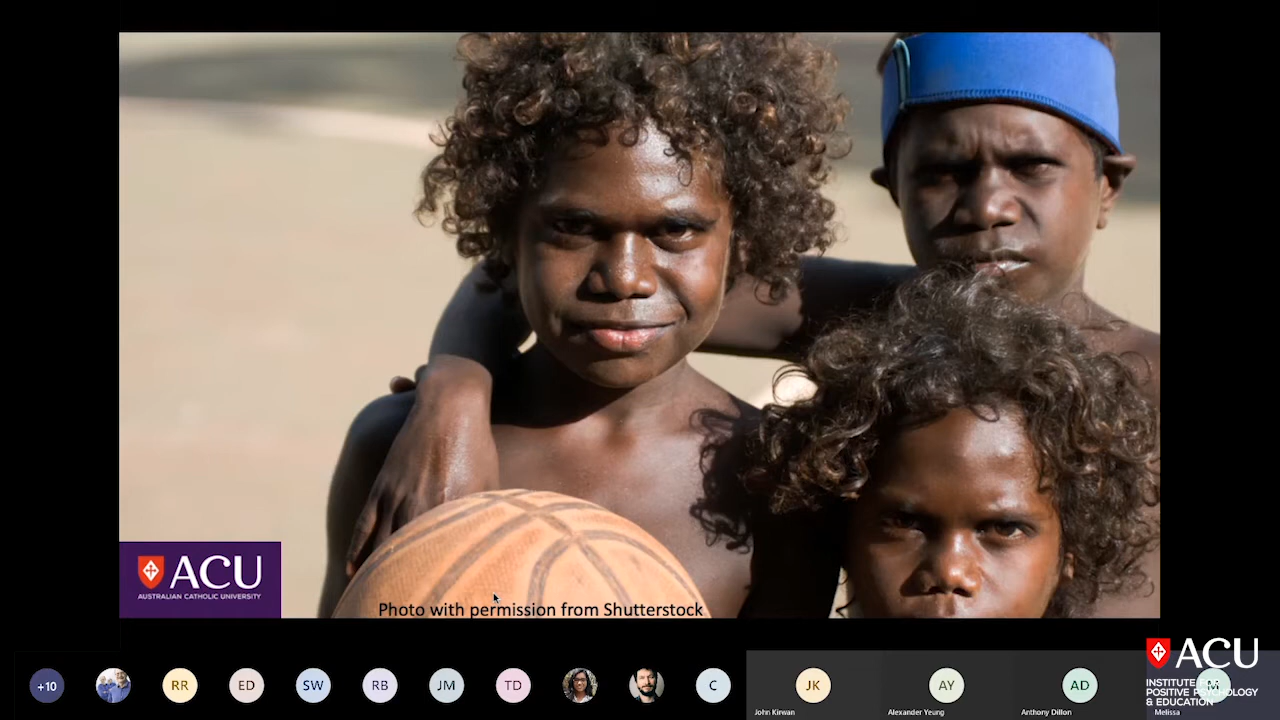 ACU
AUSTRALIAN CATHOLIC UNIVERSITY
Photo with permission from Shutterstock
+10
RR
ED
SW
RB
JM
TD
C
JK
John Kirwan
AY
Alexander Yeung
AD
Anthony Dillon
Melissa
ACU
INSTITUTE FOR
POSITIVE PSYCHOLOGY
& EDUCATION